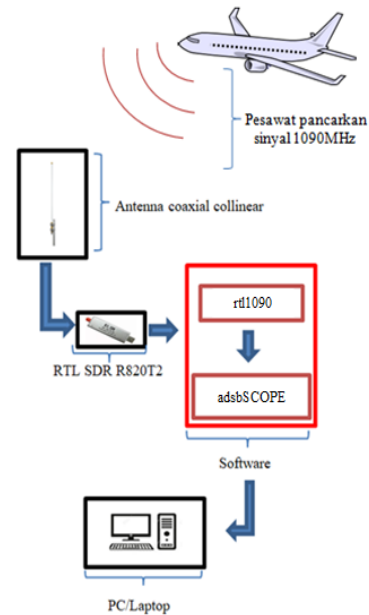 Pesawat pancarkan
sinyal 1090MHz
Antenna coaxial collinear
RTL SDR R820T2
rtl1090
adsbSCOPE
Software
PC/Laptop